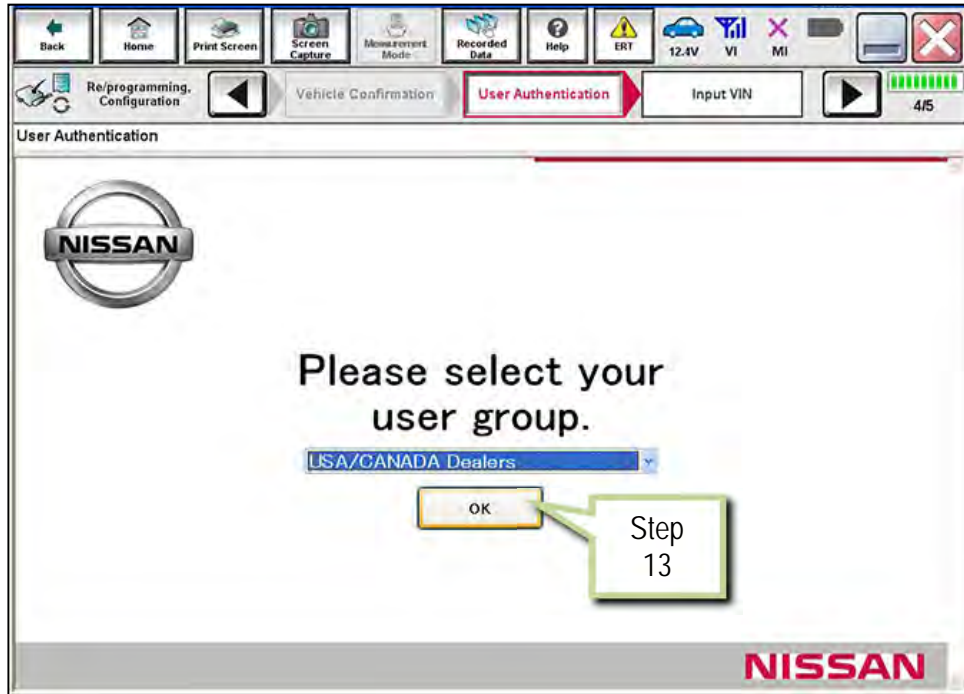 Back
Home
Print Screen
Screen Capture
Measurement Mode
Recorded Data
Help
ERT
12.4V
VI
MI
Re/programming, Configuration
Vehicle Confirmation
User Authentication
Input VIN
4/5
User Authentication
NISSAN
Please select your
user group.
USA/CANADA Dealers
OK
Step
13
NISSAN